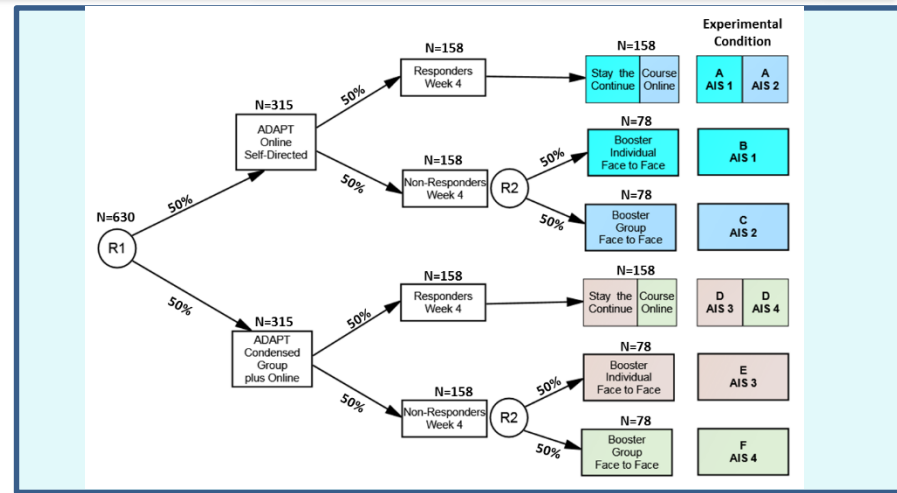 Experimental
Condition
N=158
N=158
Responders
Week 4
Stay the Course
Continue Online
A
AIS 1
A
AIS 2
50%
N=315
ADAPT
Online
Self-Directed
N=78
Booster
Individual
Face to Face
B
AIS 1
50%
N=158
Non-Responders
Week 4
R2
50%
50%
N=78
Booster
Group
Face to Face
C
AIS 2
50%
N=630
R1
50%
N=158
N=158
Responders
Week 4
Stay the Course
Continue Online
D
AIS 3
D
AIS 4
50%
N=315
ADAPT
Condensed
Group
plus Online
50%
N=78
Booster
Individual
Face to Face
E
AIS 3
50%
N=158
Non-Responders
Week 4
R2
50%
50%
N=78
Booster
Group
Face to Face
F
AIS 4